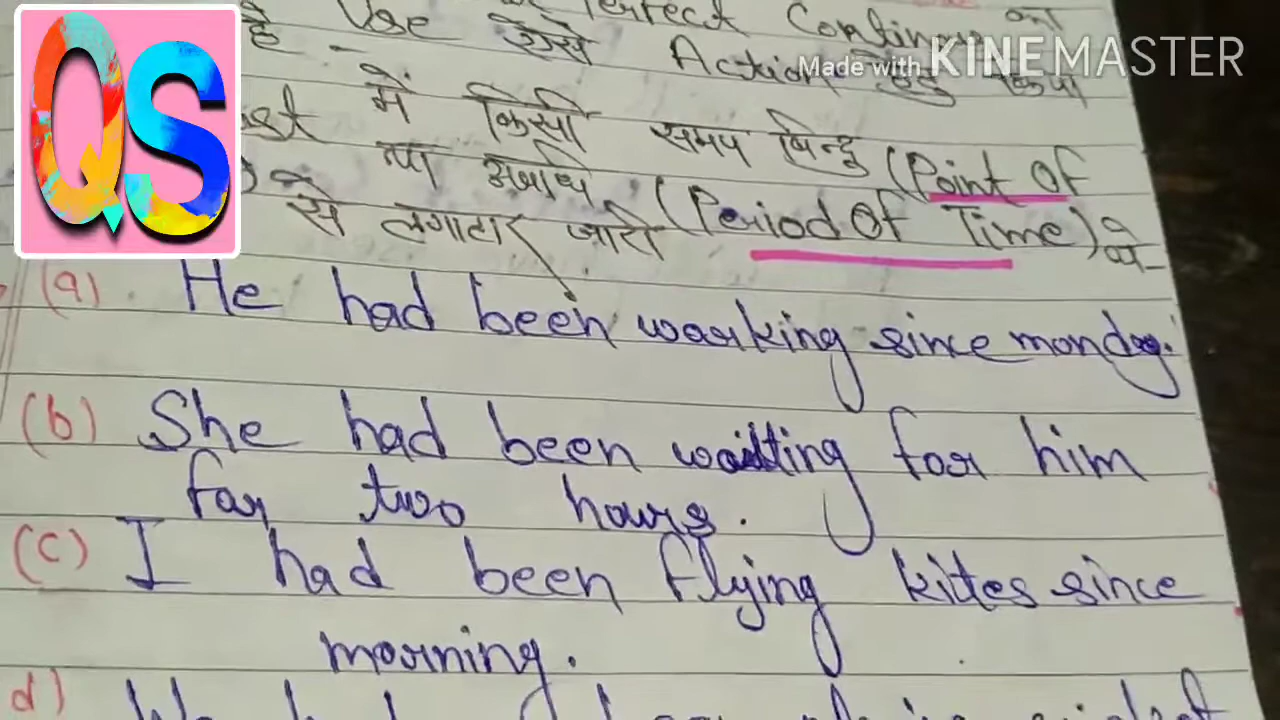 Perfect Continuous का
है - Use ऐसे Action हेतु किया
Made with KINEMASTER
QS
में किसी समय बिन्दु (Point Of
या अवधि (Period Of Time)
से लगाटार जारी
(a) He had been working since monday.
(b) She had been waitting for him
for two hours.
(c) I had been flying kites since
morning.
d)